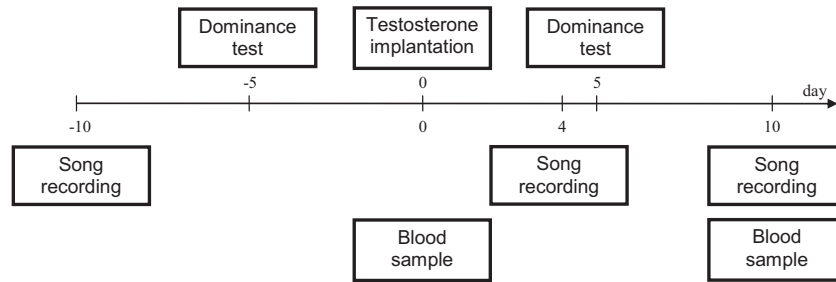 Dominance
test
Testosterone
implantation
Dominance
test
-5
0
5
day
-10
0
4
10
Song
recording
Song
recording
Song
recording
Blood
sample
Blood
sample